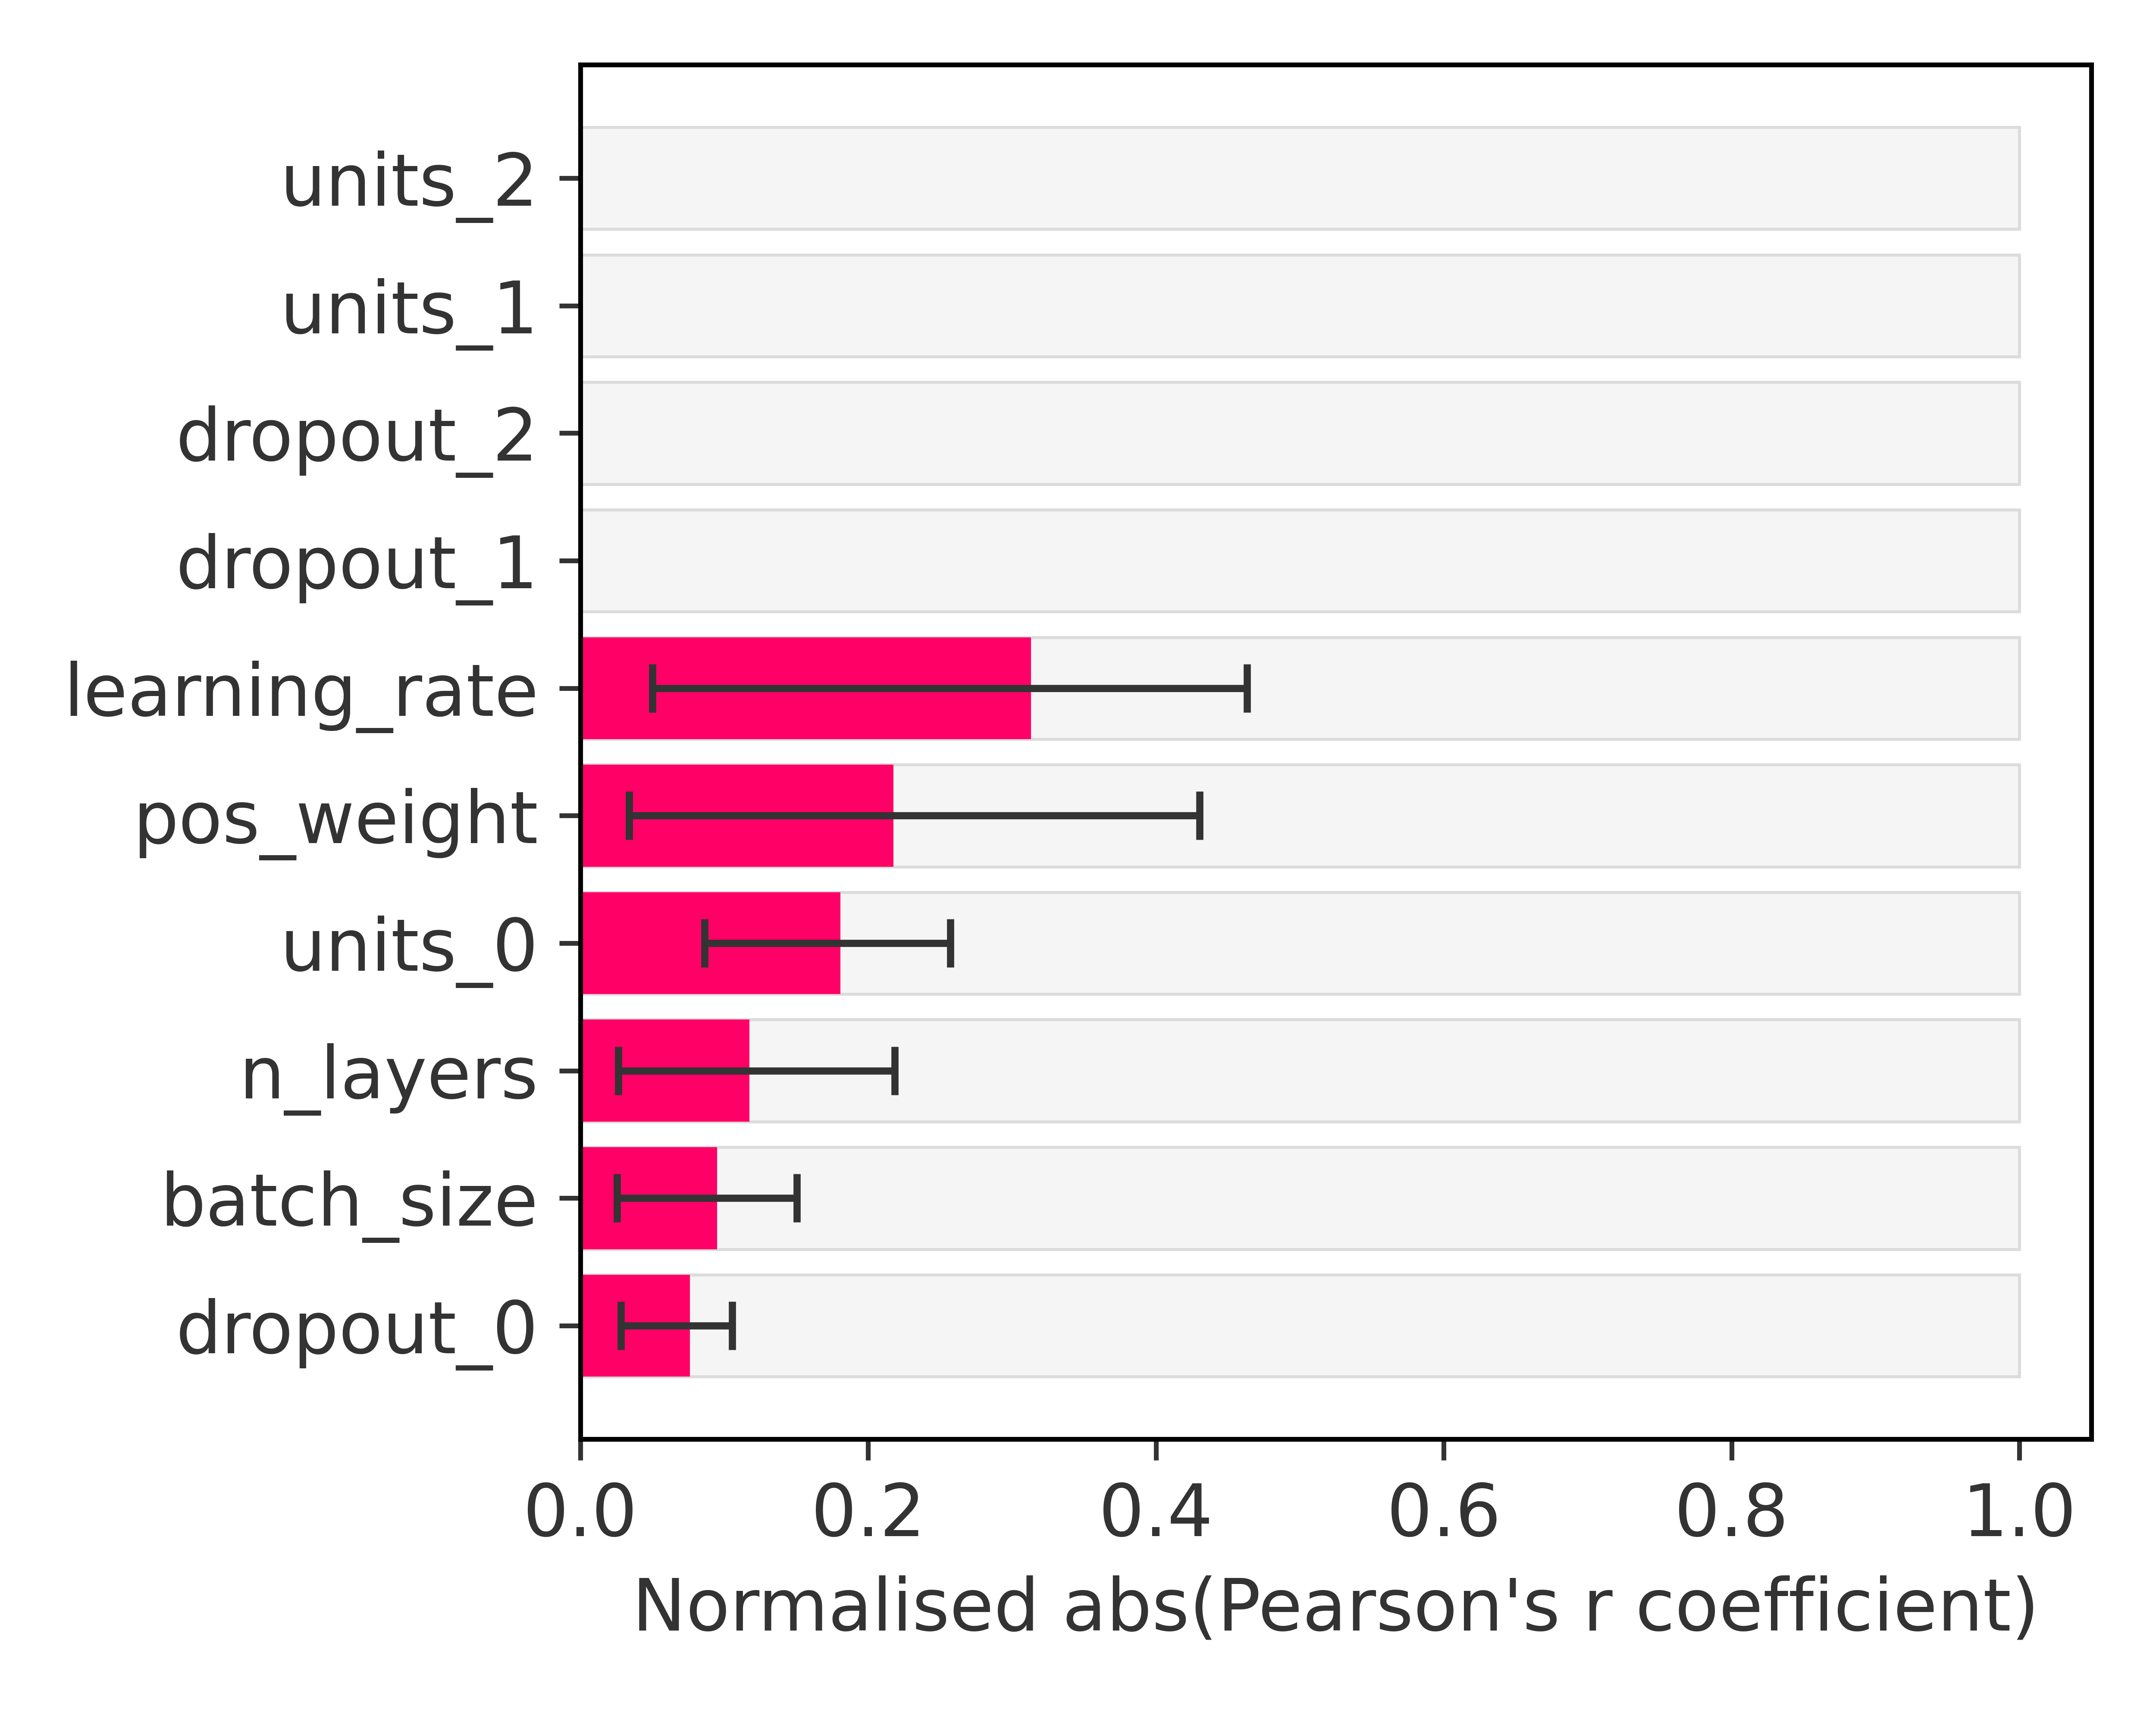 units_2
units_1
dropout_2
dropout_1
learning_rate
pos_weight
units_0
n_layers
batch_size
dropout_0
0.0 0.2 0.4 0.6 0.8 1.0
Normalised abs(Pearson's r coefficient)